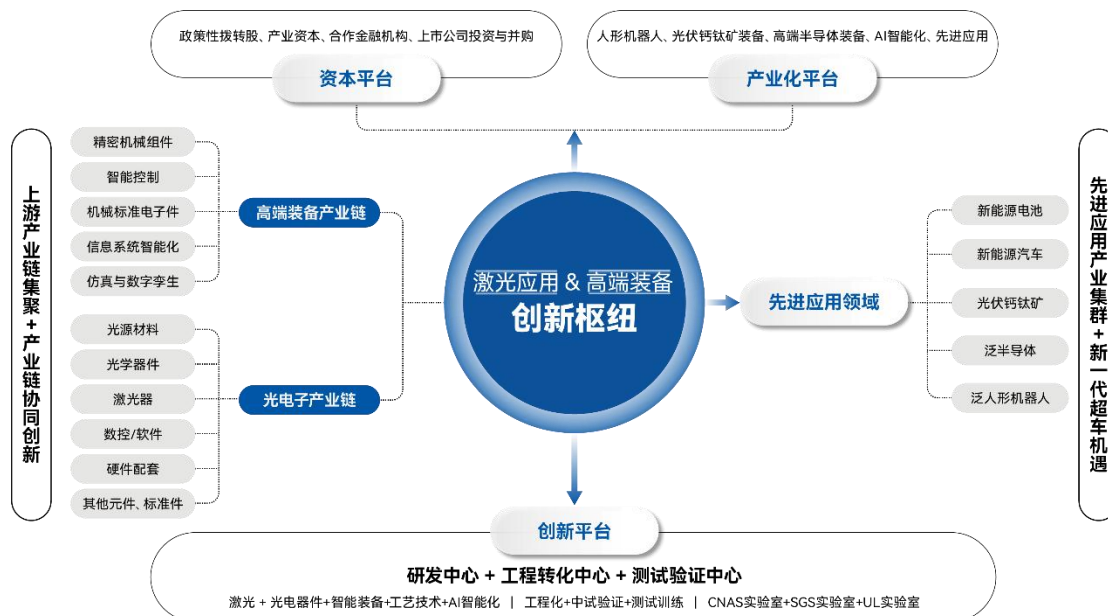 政策性拨转股、产业资本、合作金融机构、上市公司投资与并购
资本平台
人形机器人、光伏钙钛矿装备、高端半导体装备、AI智能化、先进应用
产业化平台
上游产业链集聚+产业链协同创新
精密机械组件
智能控制
机械标准电子件
信息系统智能化
仿真与数字孪生
高端装备产业链
光源材料
光学器件
激光器
数控/软件
硬件配套
其他元件、标准件
光电子产业链
激光应用 & 高端装备
创新枢纽
先进应用领域
新能源电池
新能源汽车
光伏钙钛矿
泛半导体
泛人形机器人
先进应用产业集群+新一代超车机遇
创新平台
研发中心 + 工程转化中心 + 测试验证中心
激光 + 光电器件+智能装备+工艺技术+AI智能化 | 工程化+中试验证+测试训练 | CNAS实验室+SGS实验室+UL实验室